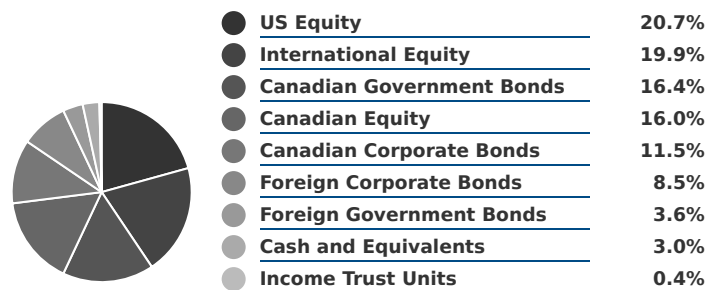 US Equity 20.7%
International Equity 19.9%
Canadian Government Bonds 16.4%
Canadian Equity 16.0%
Canadian Corporate Bonds 11.5%
Foreign Corporate Bonds 8.5%
Foreign Government Bonds 3.6%
Cash and Equivalents 3.0%
Income Trust Units 0.4%